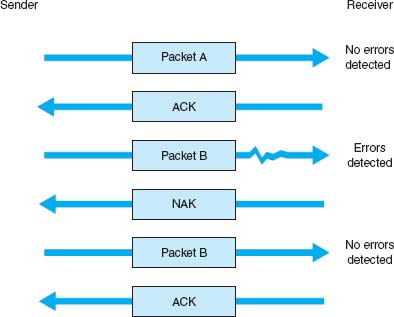 Sender
Receiver
Packet A
No errors
detected
ACK
Packet B
Errors
detected
NAK
Packet B
No errors
detected
ACK